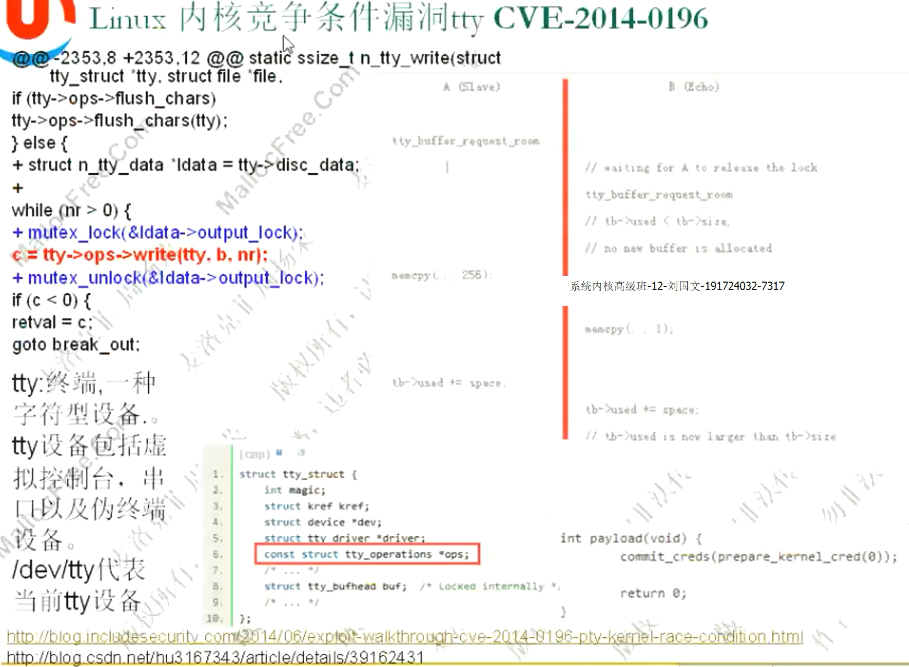 Linux 内核竞争条件漏洞tty CVE-2014-0196
@@ -2353,8 +2353,12 @@ static ssize_t n_tty_write(struct
tty_struct *tty, struct file *file,
if (tty->ops->flush_chars)
tty->ops->flush_chars(tty);
} else {
+ struct n_tty_data *ldata = tty->disc_data;
+
while (nr > 0) {
+ mutex_lock(&ldata->output_lock);
c = tty->ops->write(tty, b, nr);
+ mutex_unlock(&ldata->output_lock);
if (c < 0) {
retval = c;
goto break_out;
A (Slave)
B (Echo)
tty_buffer_request_room
|
// waiting for A to release the lock
tty_buffer_request_room
// tb->used < tb->size,
// no new buffer is allocated
memcpy(.. 256);
系统内核高级班-12-刘国文-191724032-7317
memcpy(.. 1);
tb->used += space;
tb->used += space;
// tb->used is now larger than tb->size
tty:终端,一种
字符型设备.。
tty设备包括虚
拟控制台，串
口以及伪终端
设备。
/dev/tty代表
当前tty设备
[cpp]
1. struct tty_struct {
2. int magic;
3. struct kref kref;
4. struct device *dev;
5. struct tty_driver *driver;
6. const struct tty_operations *ops;
7. /* ... */
8. struct tty_bufhead buf; /* Locked internally *,
9. /* ... */
10. };
int payload(void) {
commit_creds(prepare_kernel_cred(0));
return 0;
}
http://blog.includesecurity.com/2014/06/exploit-walkthrough-cve-2014-0196-pty-kernel-race-condition.html
http://blog.csdn.net/hu3167343/article/details/39162431
MallocFree.Com
MallocFree.Com